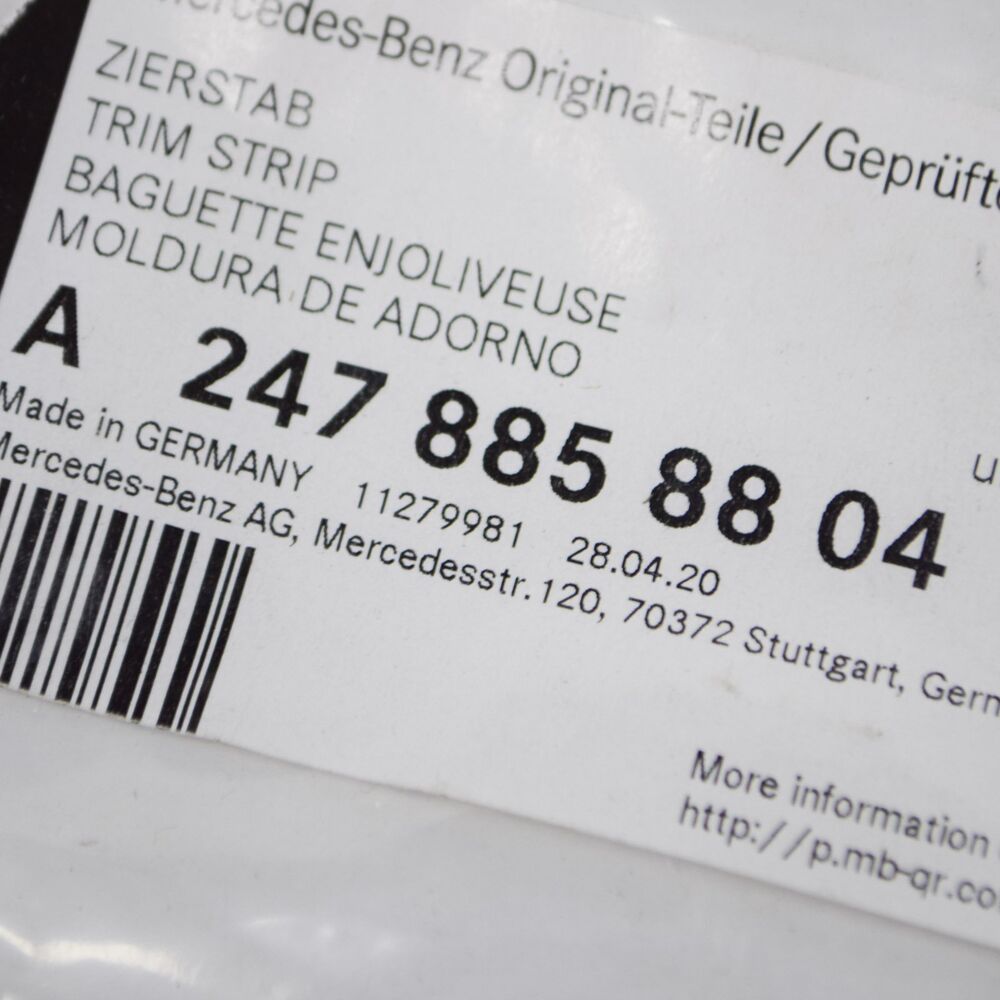 Mercedes-Benz Original-Teile/Geprüfte
ZIERSTAB
TRIM STRIP
BAGUETTE ENJOLIVEUSE
MOLDURA DE ADORNO
A 247 885 88 04
Made in GERMANY 11279981 28.04.20
Mercedes-Benz AG, Mercedesstr.120, 70372 Stuttgart, Germ
More information
http://p.mb-qr.co